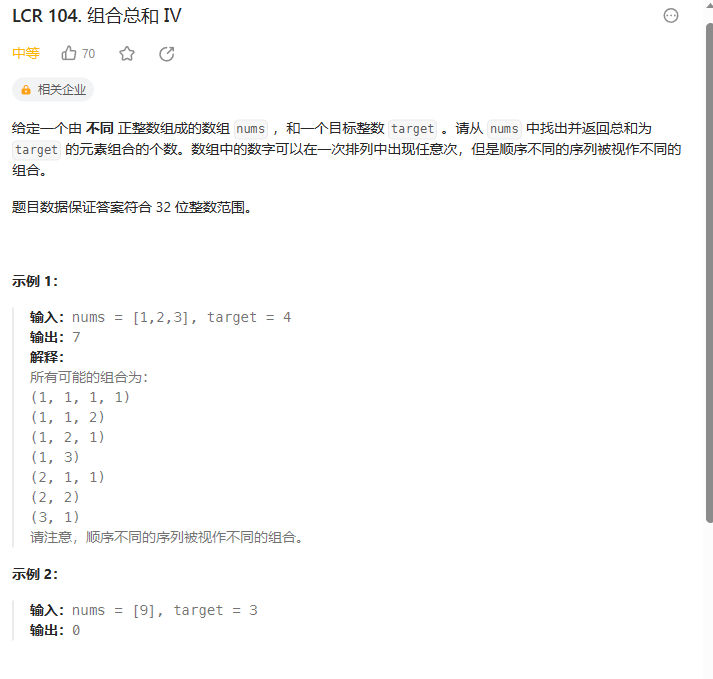 LCR 104. 组合总和 IV
中等 70
相关企业
给定一个由 不同 正整数组成的数组 nums ，和一个目标整数 target 。请从 nums 中找出并返回总和为
target 的元素组合的个数。数组中的数字可以在一次排列中出现任意次，但是顺序不同的序列被视作不同的
组合。
题目数据保证答案符合 32 位整数范围。
示例 1：
输入：nums = [1,2,3], target = 4
输出：7
解释：
所有可能的组合为：
(1, 1, 1, 1)
(1, 1, 2)
(1, 2, 1)
(1, 3)
(2, 1, 1)
(2, 2)
(3, 1)
请注意，顺序不同的序列被视作不同的组合。
示例 2：
输入：nums = [9], target = 3
输出：0